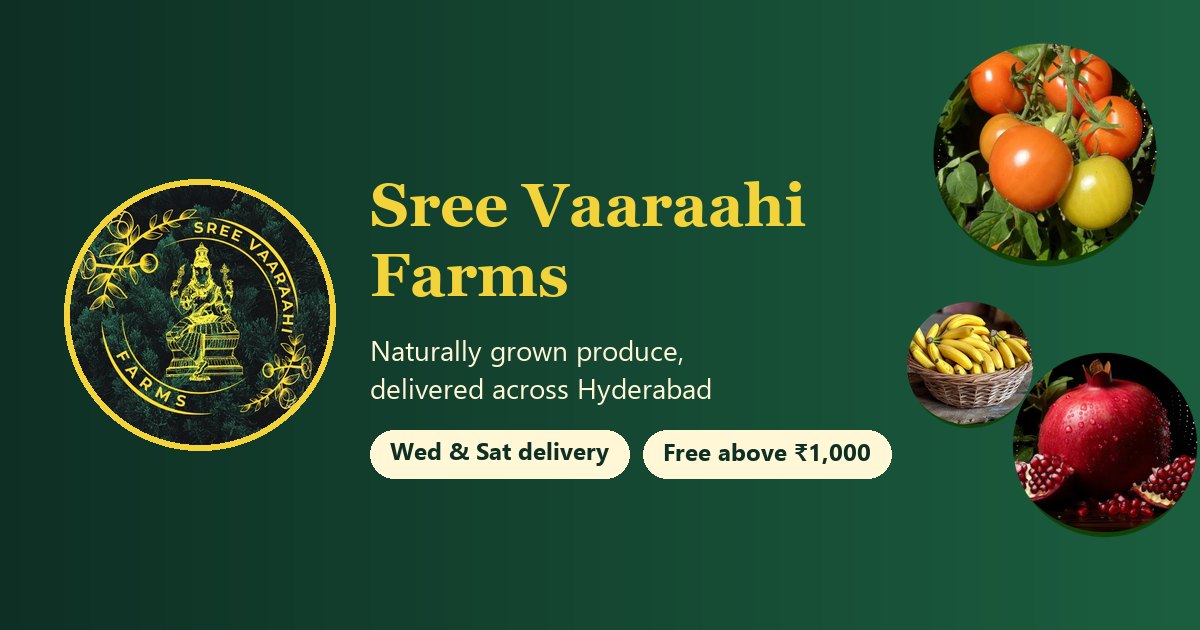 SREE VAARAAHI
FARMS
Sree Vaaraahi
Farms
Naturally grown produce,
delivered across Hyderabad
Wed & Sat delivery
Free above ₹1,000